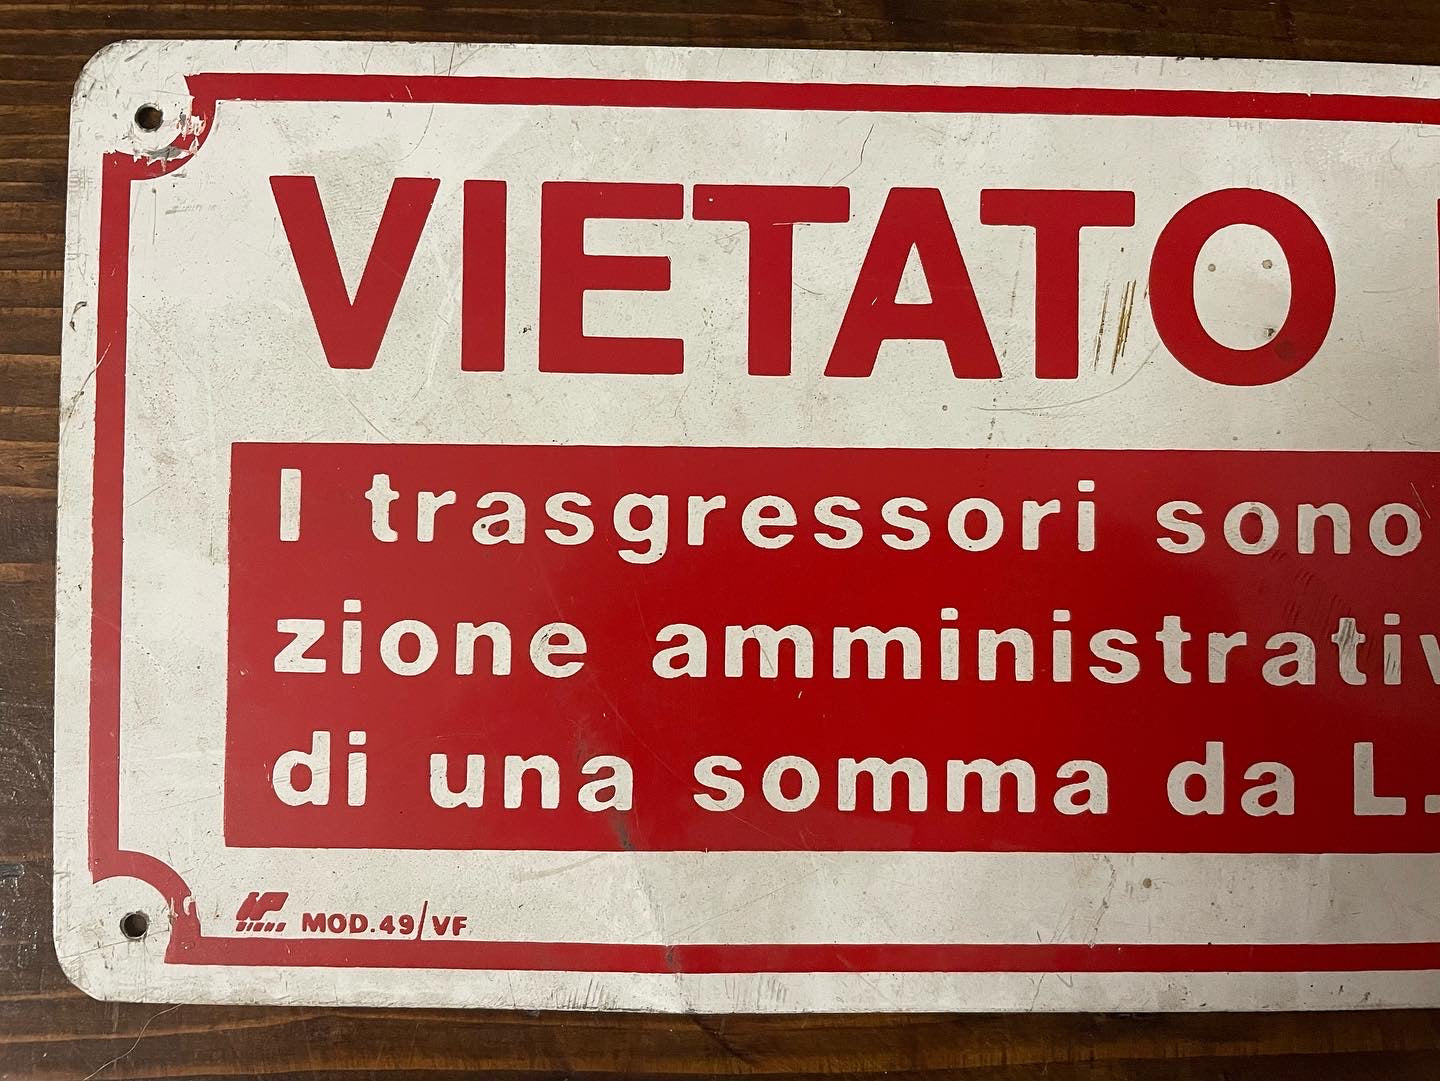 VIETATO
I trasgressori sono
zione amministrativ
di una somma da L.
MOD.49/VF